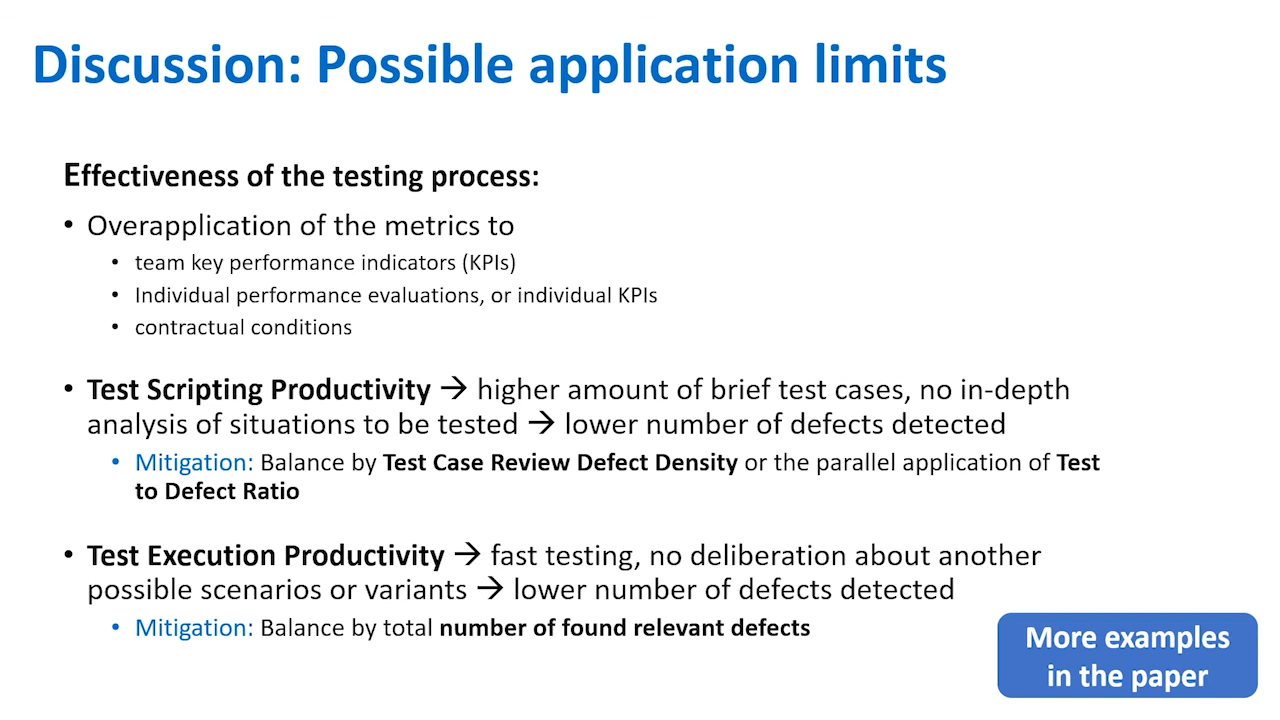 Discussion: Possible application limits
Effectiveness of the testing process:
• Overapplication of the metrics to
• team key performance indicators (KPIs)
• Individual performance evaluations, or individual KPIs
• contractual conditions
• Test Scripting Productivity → higher amount of brief test cases, no in-depth
analysis of situations to be tested → lower number of defects detected
• Mitigation: Balance by Test Case Review Defect Density or the parallel application of Test
to Defect Ratio
• Test Execution Productivity → fast testing, no deliberation about another
possible scenarios or variants → lower number of defects detected
• Mitigation: Balance by total number of found relevant defects
More examples
in the paper